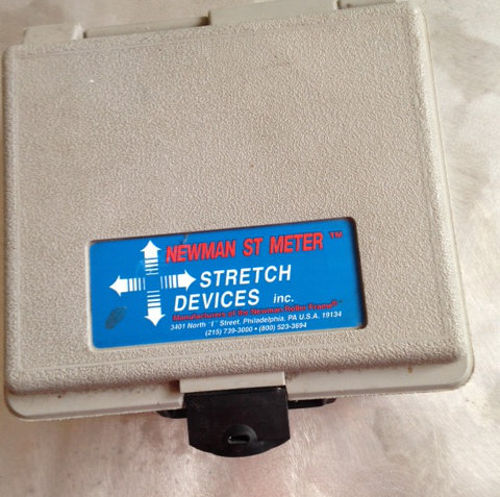 NEWMAN ST METER ™
STRETCH
DEVICES inc.
Manufacturers of the Newman Roller Frame®
3401 North "I" Street, Philadelphia, PA U.S.A. 19134
(215) 739-3000 • (800) 523-3694